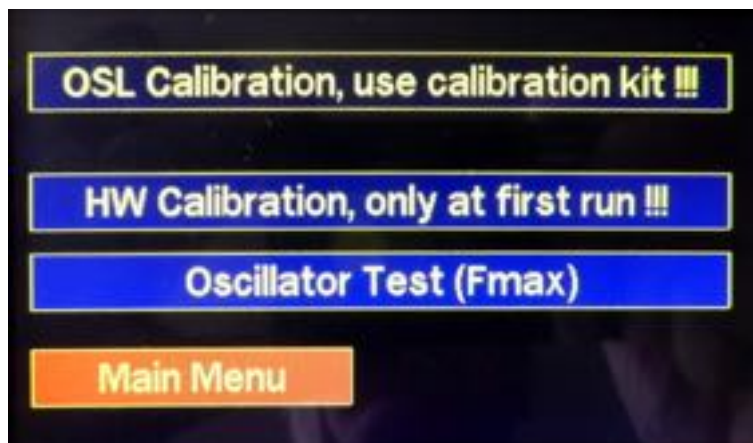 OSL Calibration, use calibration kit !!!
HW Calibration, only at first run !!!
Oscillator Test (Fmax)
Main Menu